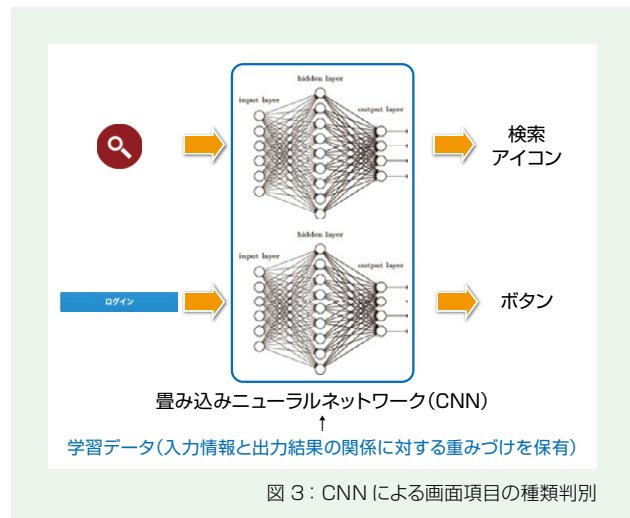 hidden layer
input layer
output layer
検索
アイコン
hidden layer
input layer
output layer
ログイン
ボタン
畳み込みニューラルネットワーク(CNN)
↑
学習データ(入力情報と出力結果の関係に対する重みづけを保有)
図 3:CNN による画面項目の種類判別